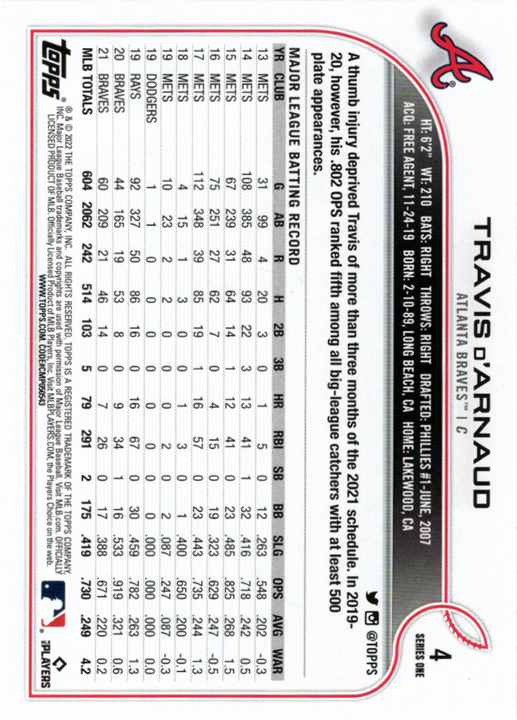 4
SERIES ONE
TRAVIS D'ARNAUD
ATLANTA BRAVES™ | C
HT: 6'2" WT: 210 BATS: RIGHT THROWS: RIGHT DRAFTED: PHILLIES #1-JUNE, 2007
ACQ: FREE AGENT, 11-24-19 BORN: 2-10-89, LONG BEACH, CA HOME: LAKEWOOD, CA
A
@TOPPS
A thumb injury deprived Travis of more than three months of the 2021 schedule. In 2019-
20, however, his .802 OPS ranked fifth among all big-league catchers with at least 500
plate appearances.
MAJOR LEAGUE BATTING RECORD
YR CLUB G AB R H 2B 3B HR RBI SB BB SLG OPS AVG WAR
13 METS 31 99 4 20 3 0 1 5 0 12 .263 .548 .202 -0.3
14 METS 108 385 48 93 22 3 13 41 1 32 .416 .718 .242 0.5
15 METS 67 239 31 64 14 1 12 41 0 23 .485 .825 .268 1.5
16 METS 75 251 27 62 7 0 4 15 0 19 .323 .629 .247 -0.5
17 METS 112 348 39 85 19 1 16 57 0 23 .443 .735 .244 1.3
18 METS 4 15 1 3 0 0 1 3 0 1 .400 .650 .200 -0.1
19 METS 10 23 2 2 0 0 0 2 0 2 .087 .247 .087 -0.3
19 DODGERS 1 1 0 0 0 0 0 0 0 0 .000 .000 .000 0.0
19 RAYS 92 327 50 86 16 0 16 67 0 30 .459 .782 .263 1.3
20 BRAVES 44 165 19 53 8 0 9 34 1 16 .533 .919 .321 0.6
21 BRAVES 60 209 21 46 14 0 7 26 0 17 .388 .671 .220 0.2
MLB TOTALS 604 2062 242 514 103 5 79 291 2 175 .419 .730 .249 4.2
topps®
® & © 2022 THE TOPPS COMPANY, INC. ALL RIGHTS RESERVED. TOPPS IS A REGISTERED TRADEMARK OF THE TOPPS COMPANY,
INC. Major League Baseball trademarks and copyrights are used with permission of Major League Baseball. Visit MLB.com. OFFICIALLY
LICENSED PRODUCT OF MLB Players, Inc. Visit MLBPLAYERS.COM, the Players Choice on the web.
WWW.TOPPS.COM. CODE#CMP056043
PLAYERS